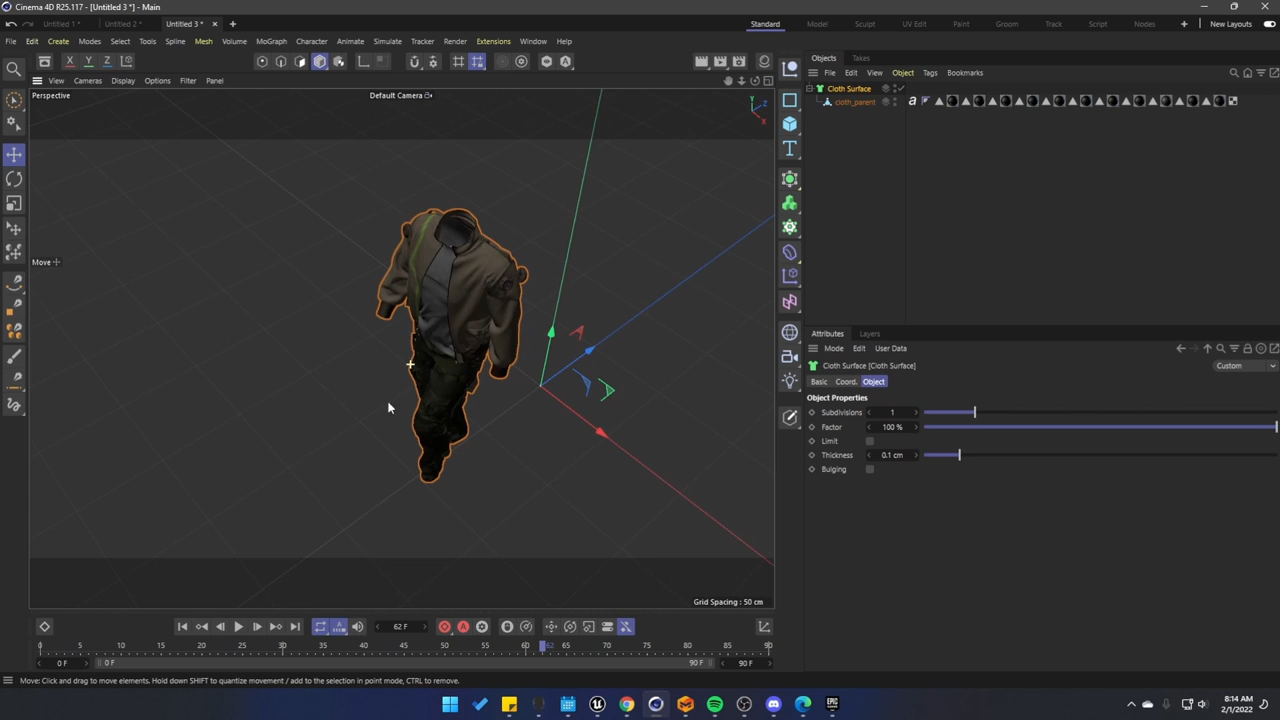 Cinema 4D R25.117 - [Untitled 3 *] - Main
Untitled 1 *
Untitled 2 *
Untitled 3 *
Standard
Model
Sculpt
UV Edit
Paint
Groom
Track
Script
Nodes
New Layouts
File Edit Create Modes Select Tools Spline Mesh Volume MoGraph Character Animate Simulate Tracker Render Extensions Window Help
X Y Z
View Cameras Display Options Filter Panel
Perspective
Default Camera
Y
Z
X
Move
Grid Spacing : 50 cm
Objects Takes
File Edit View Object Tags Bookmarks
Cloth Surface
cloth_parent
Attributes Layers
Mode Edit User Data
Cloth Surface [Cloth Surface]
Custom
Basic Coord. Object
Object Properties
Subdivisions 1
Factor 100 %
Limit
Thickness 0.1 cm
Bulging
62 F
0 5 10 15 20 25 30 35 40 45 50 55 60 62 65 70 75 80 85 90
0 F
0 F
90 F
90 F
Move: Click and drag to move elements. Hold down SHIFT to quantize movement / add to the selection in point mode, CTRL to remove.
EPIC
8:14 AM
2/1/2022